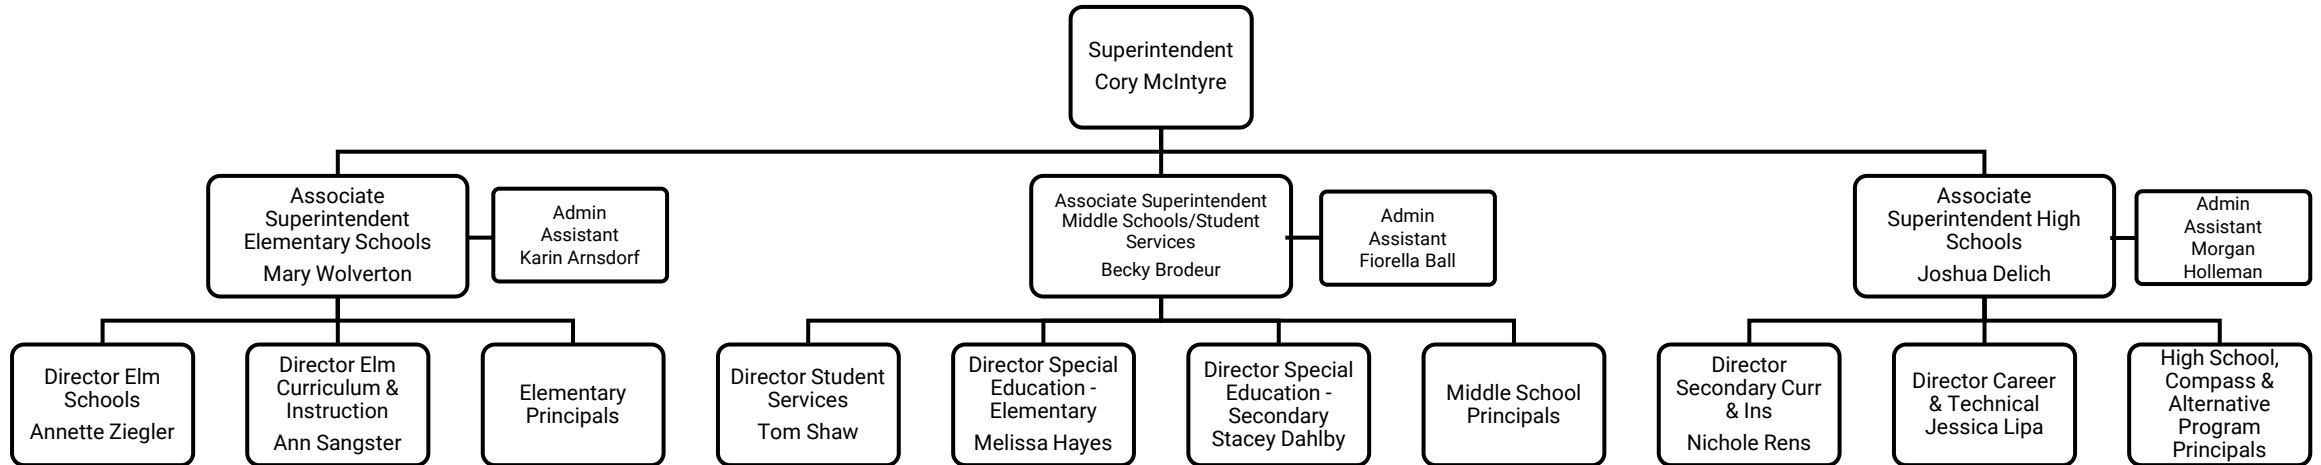 Superintendent
Cory McIntyre
Associate
Superintendent
Elementary Schools
Mary Wolverton
Admin
Assistant
Karin Arnsdorf
Associate Superintendent
Middle Schools/Student
Services
Becky Brodeur
Admin
Assistant
Fiorella Ball
Associate
Superintendent High
Schools
Joshua Delich
Admin
Assistant
Morgan
Holleman
Director Elm
Schools
Annette Ziegler
Director Elm
Curriculum &
Instruction
Ann Sangster
Elementary
Principals
Director Student
Services
Tom Shaw
Director Special
Education -
Elementary
Melissa Hayes
Director Special
Education -
Secondary
Stacey Dahlby
Middle School
Principals
Director
Secondary Curr
& Ins
Nichole Rens
Director Career
& Technical
Jessica Lipa
High School,
Compass &
Alternative
Program
Principals